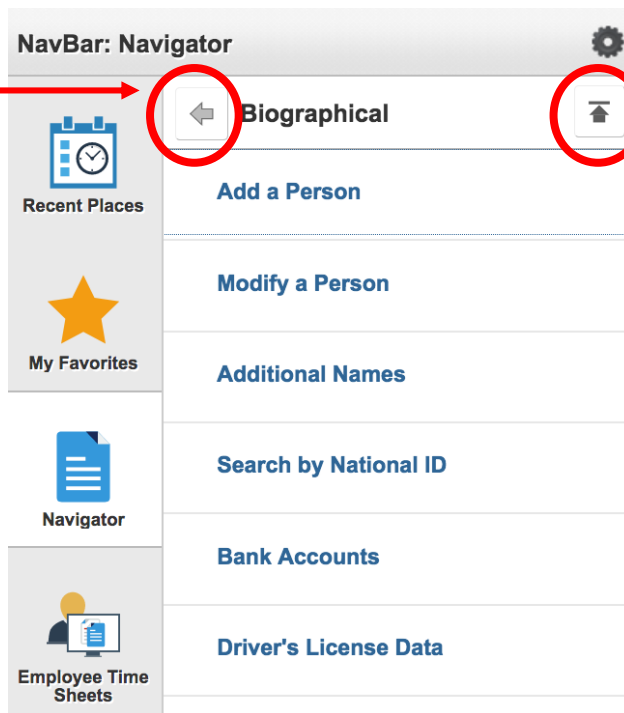 NavBar: Navigator
Biographical
Recent Places
My Favorites
Navigator
Employee Time
Sheets
Add a Person
Modify a Person
Additional Names
Search by National ID
Bank Accounts
Driver's License Data